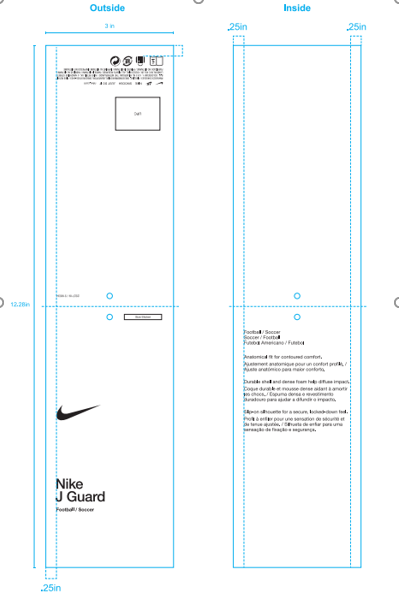 Outside
Inside
3 in
.25in
.25in
12.28in
Football / Soccer
Soccer / Football
Futebol Americano / Futebol
Anatomical fit for contoured comfort.
Ajustement anatomique pour un confort profilé. /
Ajuste anatômico para maior conforto.
Durable shell and dense foam help diffuse impact.
Coque durable et mousse dense aidant à amortir
les chocs. / Espuma densa e revestimento
duradouro para ajudar a difundir o impacto.
Slip-on silhouette for a secure, locked-down feel.
Profil à enfiler pour une sensation de sécurité et
de tenue ajustée. / Silhueta de enfiar para uma
sensação de fixação e segurança.
Nike
J Guard
Football / Soccer
.25in